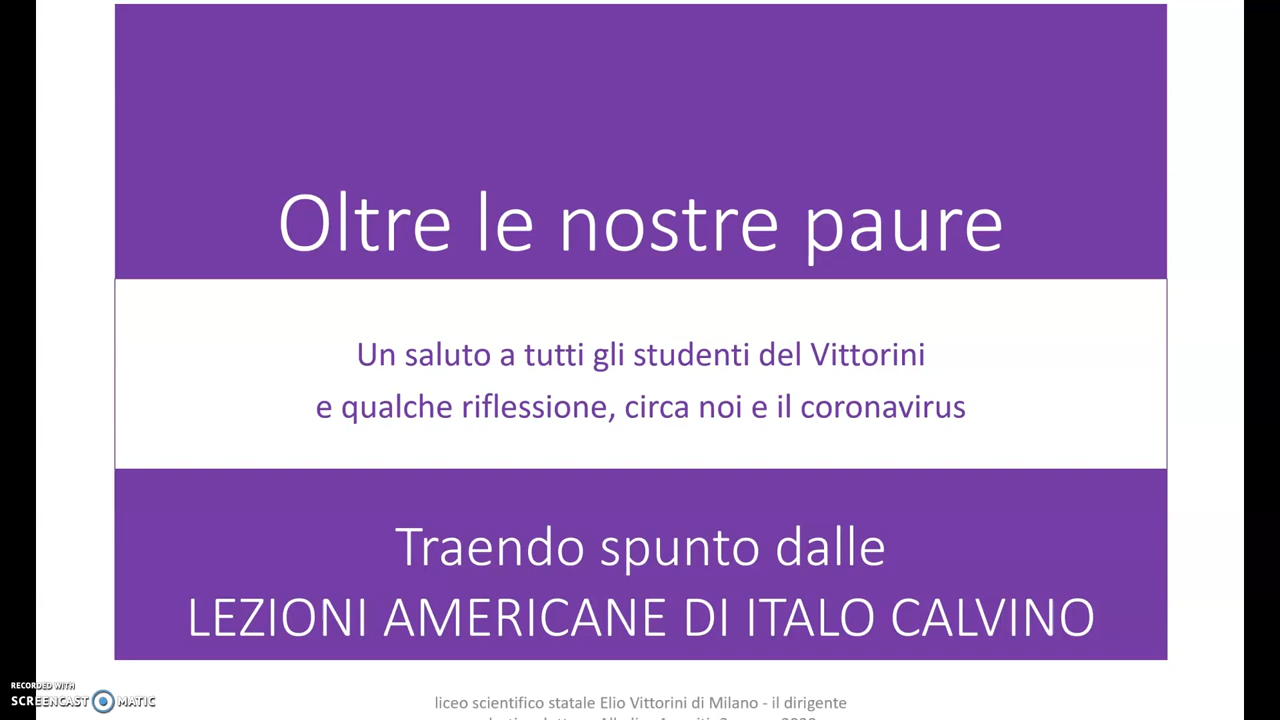 Oltre le nostre paure
Un saluto a tutti gli studenti del Vittorini
e qualche riflessione, circa noi e il coronavirus
Traendo spunto dalle
LEZIONI AMERICANE DI ITALO CALVINO
RECORDED WITH
SCREENCAST MATIC
liceo scientifico statale Elio Vittorini di Milano - il dirigente